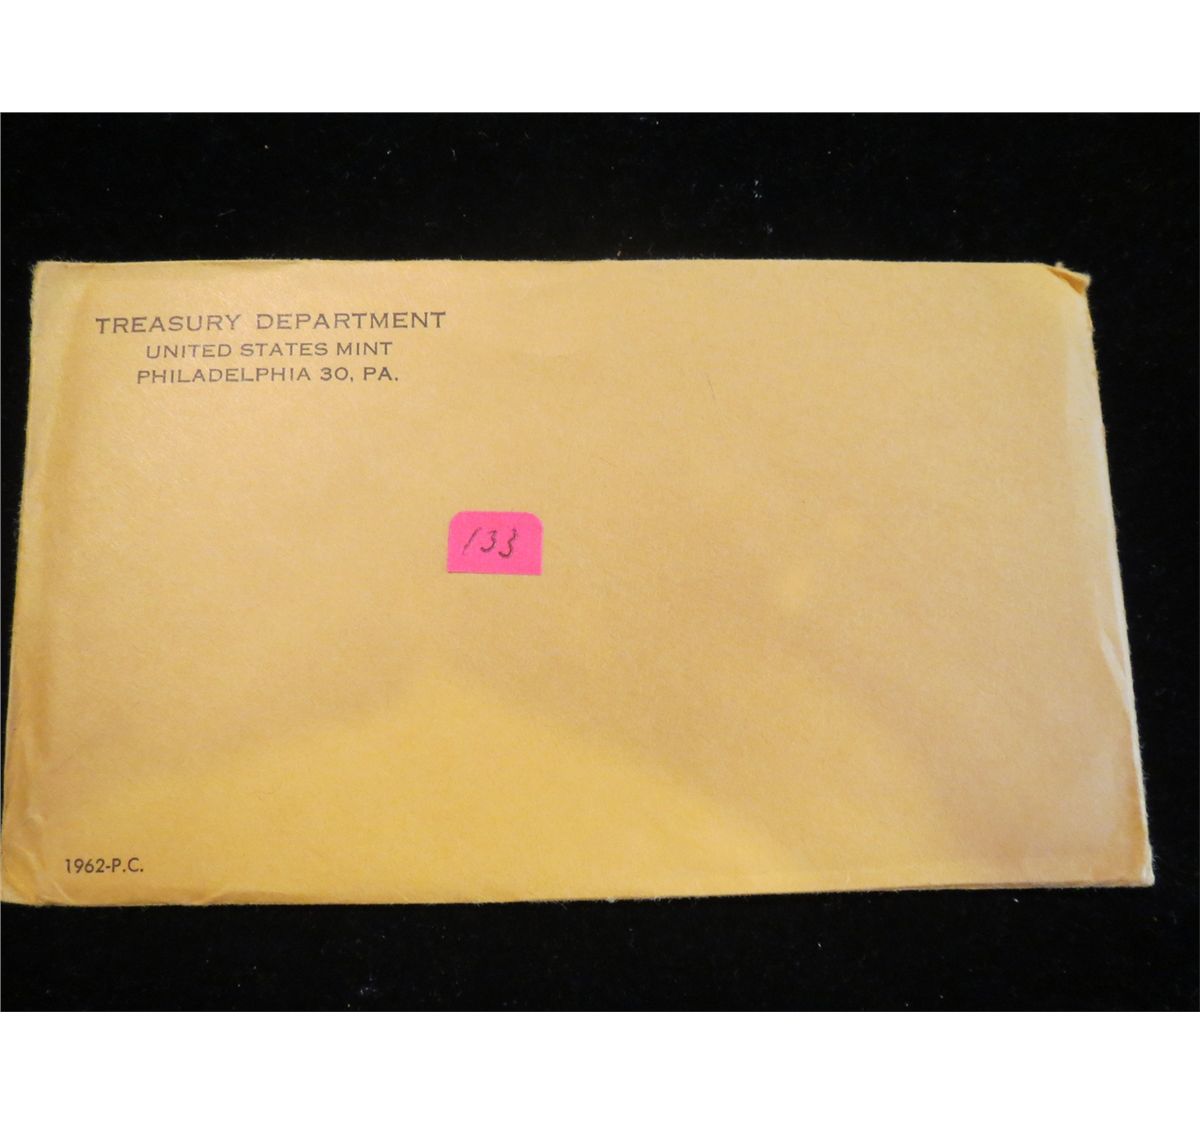 TREASURY DEPARTMENT
UNITED STATES MINT
PHILADELPHIA 30, PA.
133
1962-P.C.